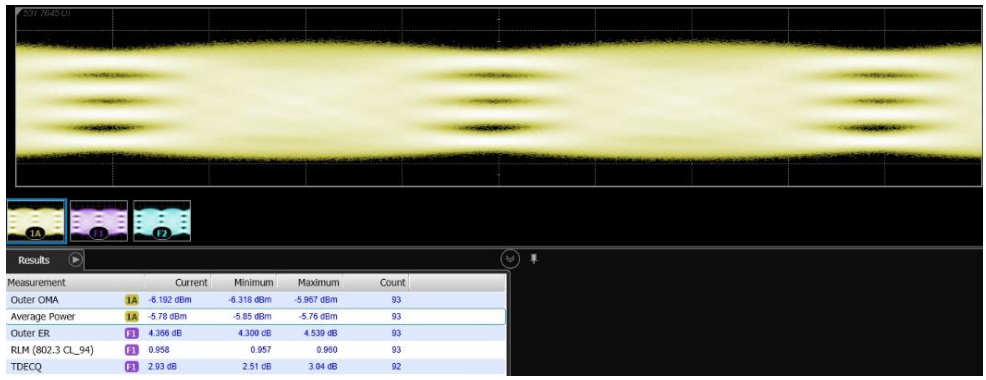 591.7645 UI
1A F1 F2
Results
Measurement Current Minimum Maximum Count
Outer OMA 1A -6.192 dBm -6.318 dBm -5.967 dBm 93
Average Power 1A -5.78 dBm -5.85 dBm -5.76 dBm 93
Outer ER F1 4.366 dB 4.300 dB 4.539 dB 93
RLM (802.3 CL_94) F1 0.958 0.957 0.960 93
TDECQ F1 2.93 dB 2.51 dB 3.04 dB 92